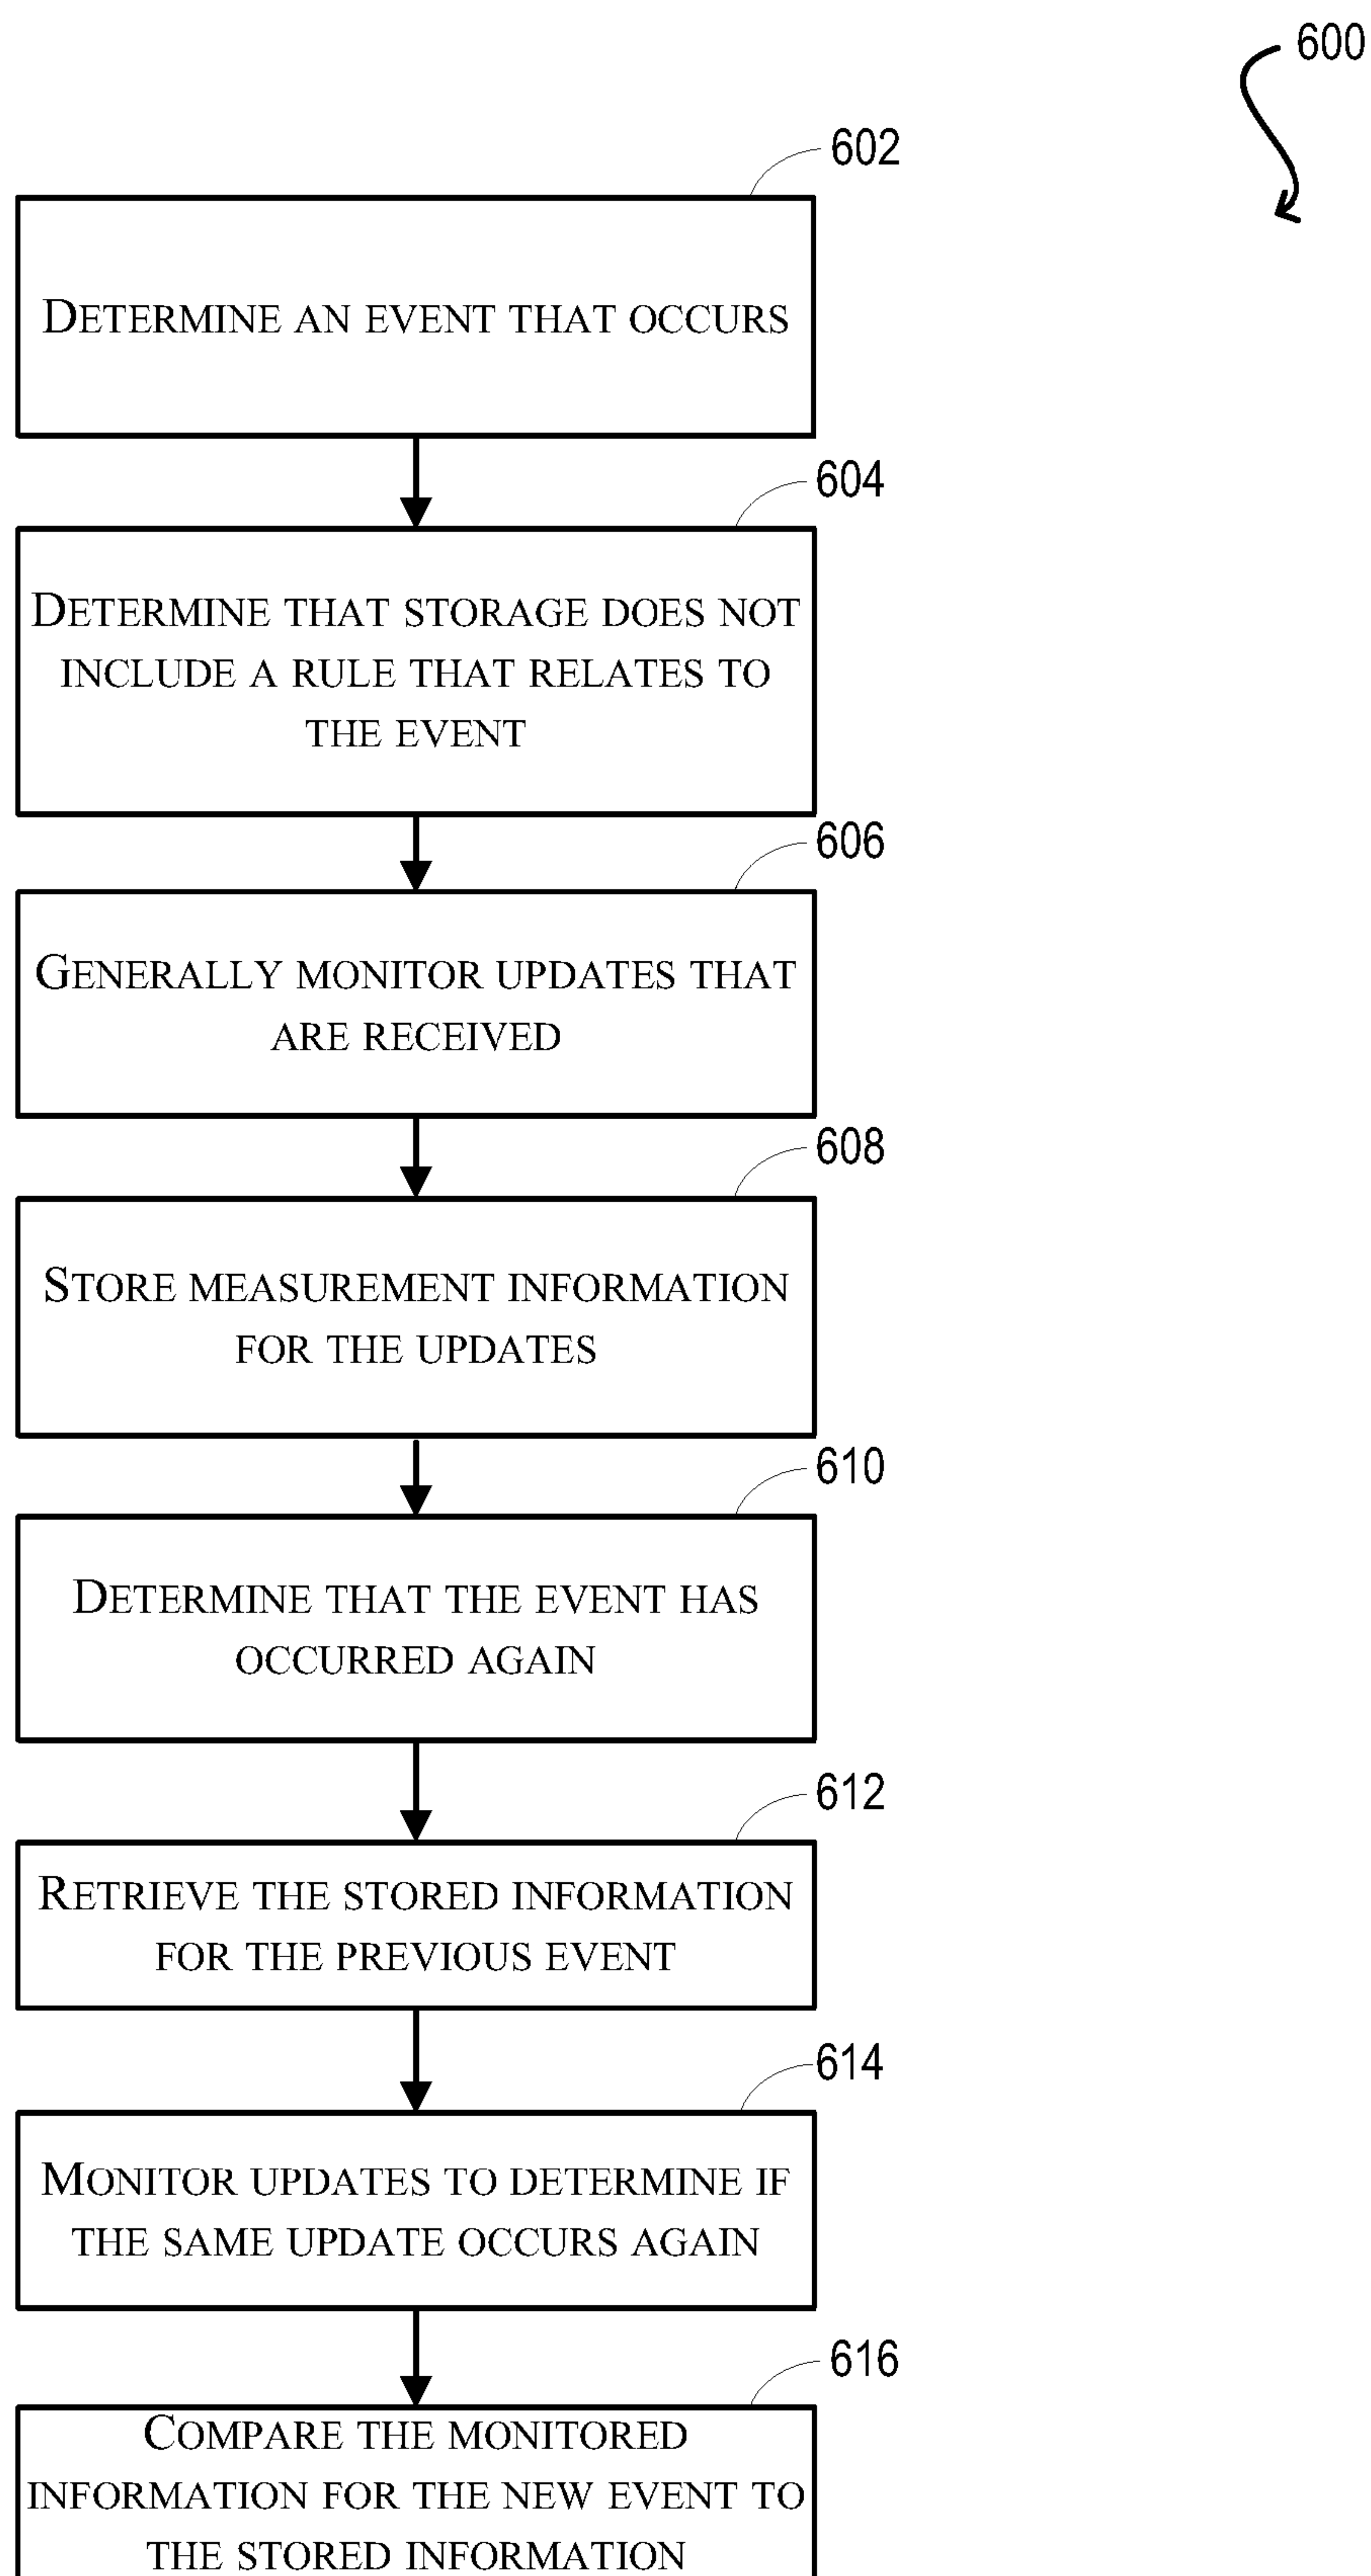 600
602
DETERMINE AN EVENT THAT OCCURS
604
DETERMINE THAT STORAGE DOES NOT
INCLUDE A RULE THAT RELATES TO
THE EVENT
606
GENERALLY MONITOR UPDATES THAT
ARE RECEIVED
608
STORE MEASUREMENT INFORMATION
FOR THE UPDATES
610
DETERMINE THAT THE EVENT HAS
OCCURRED AGAIN
612
RETRIEVE THE STORED INFORMATION
FOR THE PREVIOUS EVENT
614
MONITOR UPDATES TO DETERMINE IF
THE SAME UPDATE OCCURS AGAIN
616
COMPARE THE MONITORED
INFORMATION FOR THE NEW EVENT TO
THE STORED INFORMATION